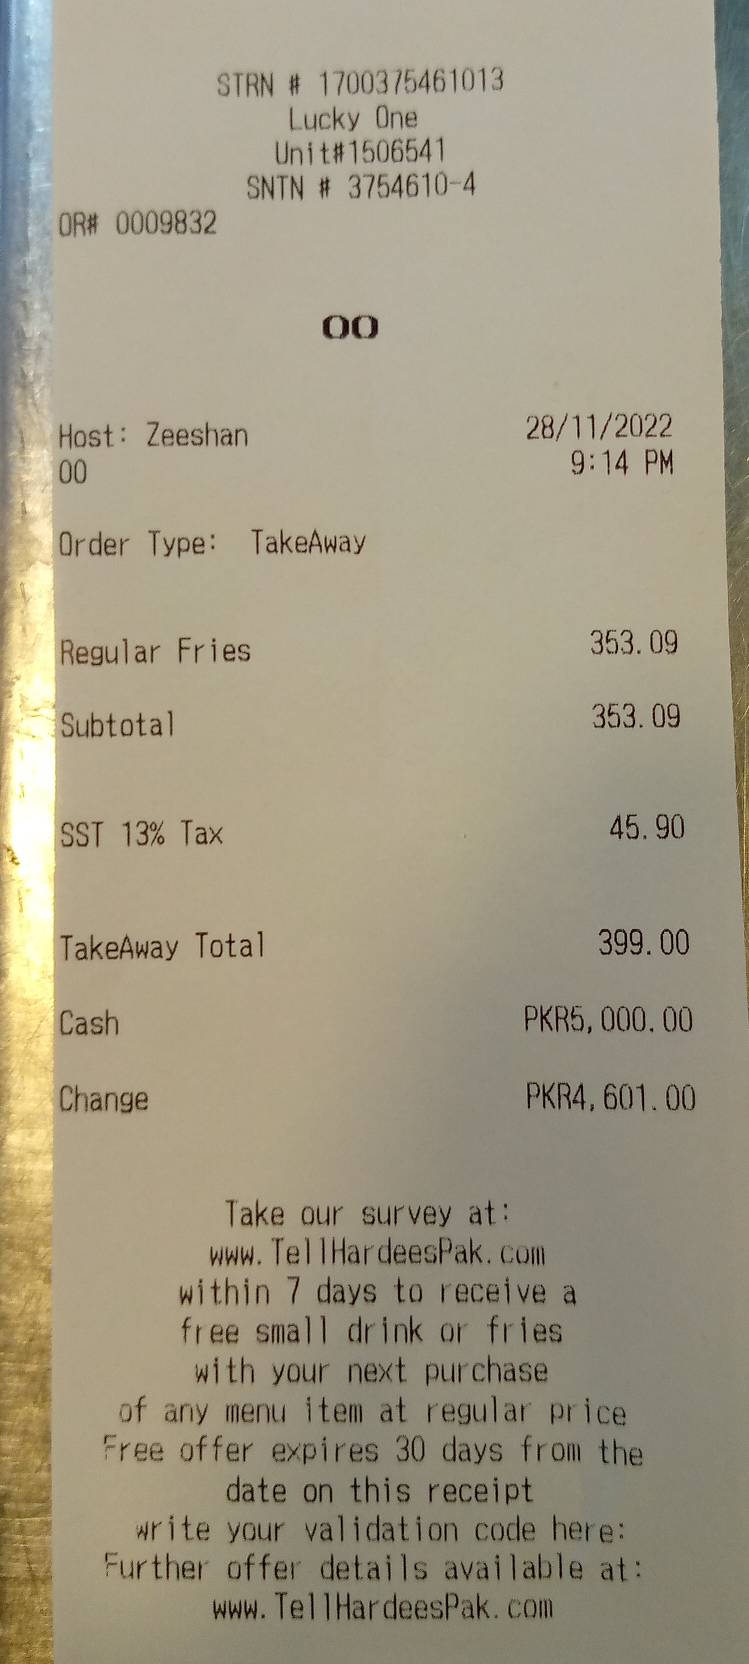 STRN # 1700375461013
Lucky One
Unit#1506541
SNTN # 3754610-4
OR# 0009832
00
Host: Zeeshan 28/11/2022
00 9:14 PM
Order Type: TakeAway
Regular Fries 353.09
Subtotal 353.09
SST 13% Tax 45.90
TakeAway Total 399.00
Cash PKR5,000.00
Change PKR4,601.00
Take our survey at:
www.TellHardeesPak.com
within 7 days to receive a
free small drink or fries
with your next purchase
of any menu item at regular price
Free offer expires 30 days from the
date on this receipt
write your validation code here:
Further offer details available at:
www.TellHardeesPak.com